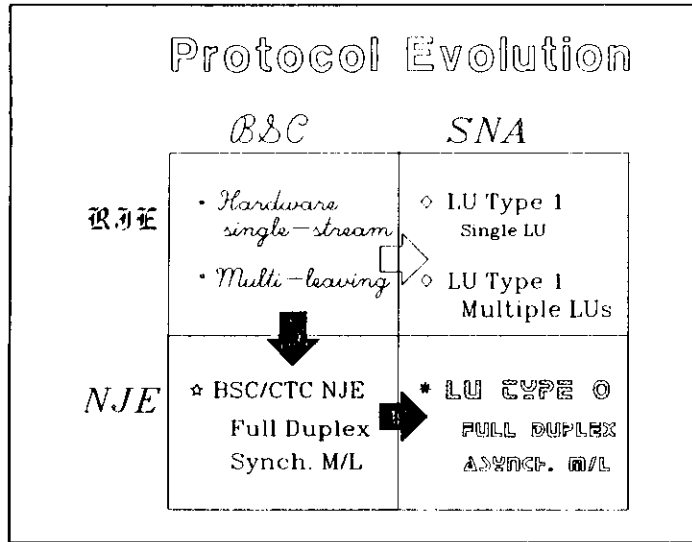 Protocol Evolution
BSC SNA
RJE
• Hardware
single-stream
• Multi-leaving
◇ LU Type 1
Single LU
◇ LU Type 1
Multiple LUs
NJE
☆ BSC/CTC NJE
Full Duplex
Synch. M/L
* LU TYPE 0
FULL DUPLEX
ASYNCH. M/L